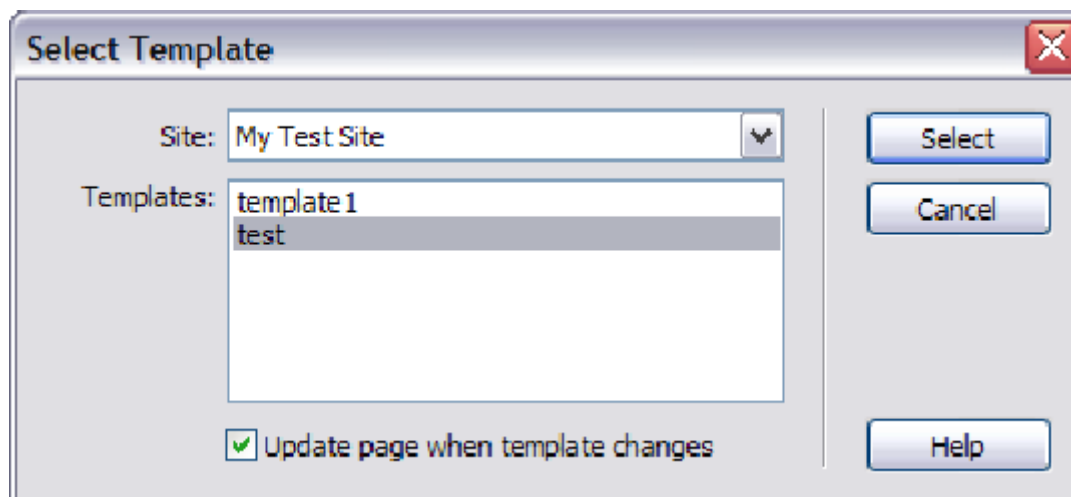 Select Template
Site: My Test Site
Select
Templates: template1
test
Cancel
Update page when template changes
Help